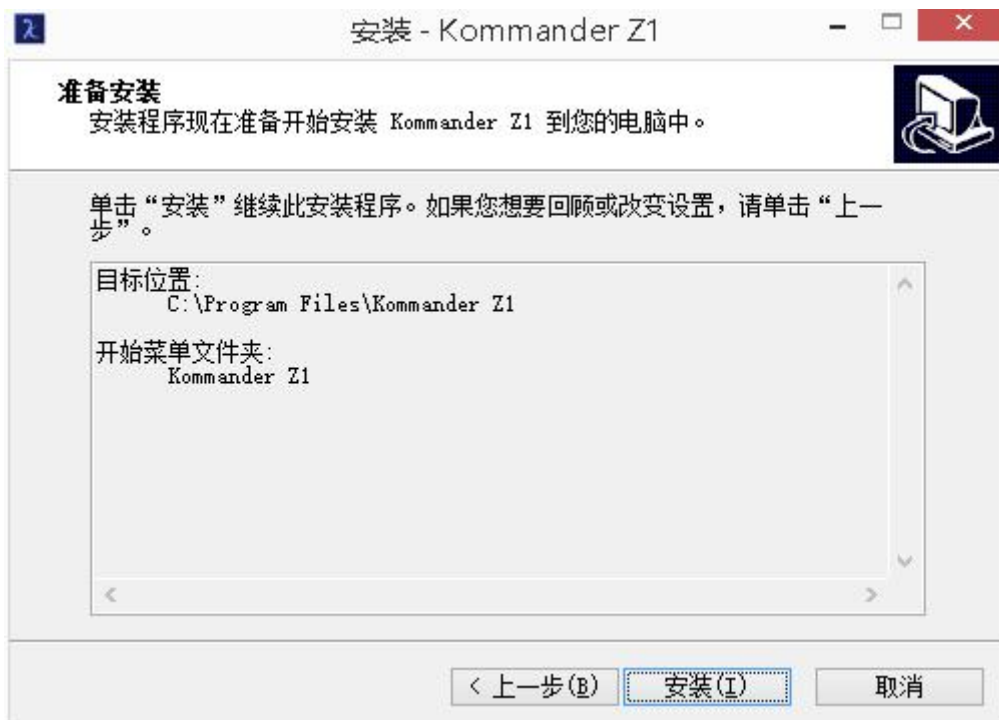 λ 安装 - Kommander Z1
准备安装
安装程序现在准备开始安装 Kommander Z1 到您的电脑中。
单击“安装”继续此安装程序。如果您想要回顾或改变设置，请单击“上一
步”。
目标位置:
C:\Program Files\Kommander Z1
开始菜单文件夹:
Kommander Z1
< 上一步(B) 安装(I) 取消